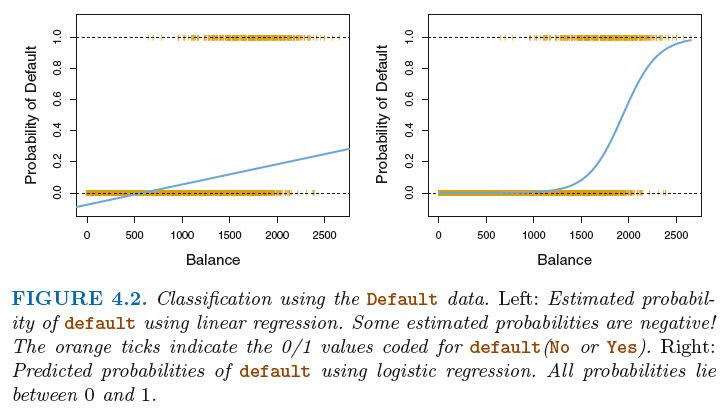 Probability of Default
0.0 0.2 0.4 0.6 0.8 1.0
0 500 1000 1500 2000 2500
Balance
Probability of Default
0.0 0.2 0.4 0.6 0.8 1.0
0 500 1000 1500 2000 2500
Balance
FIGURE 4.2. Classification using the Default data. Left: Estimated probabil-
ity of default using linear regression. Some estimated probabilities are negative!
The orange ticks indicate the 0/1 values coded for default(No or Yes). Right:
Predicted probabilities of default using logistic regression. All probabilities lie
between 0 and 1.